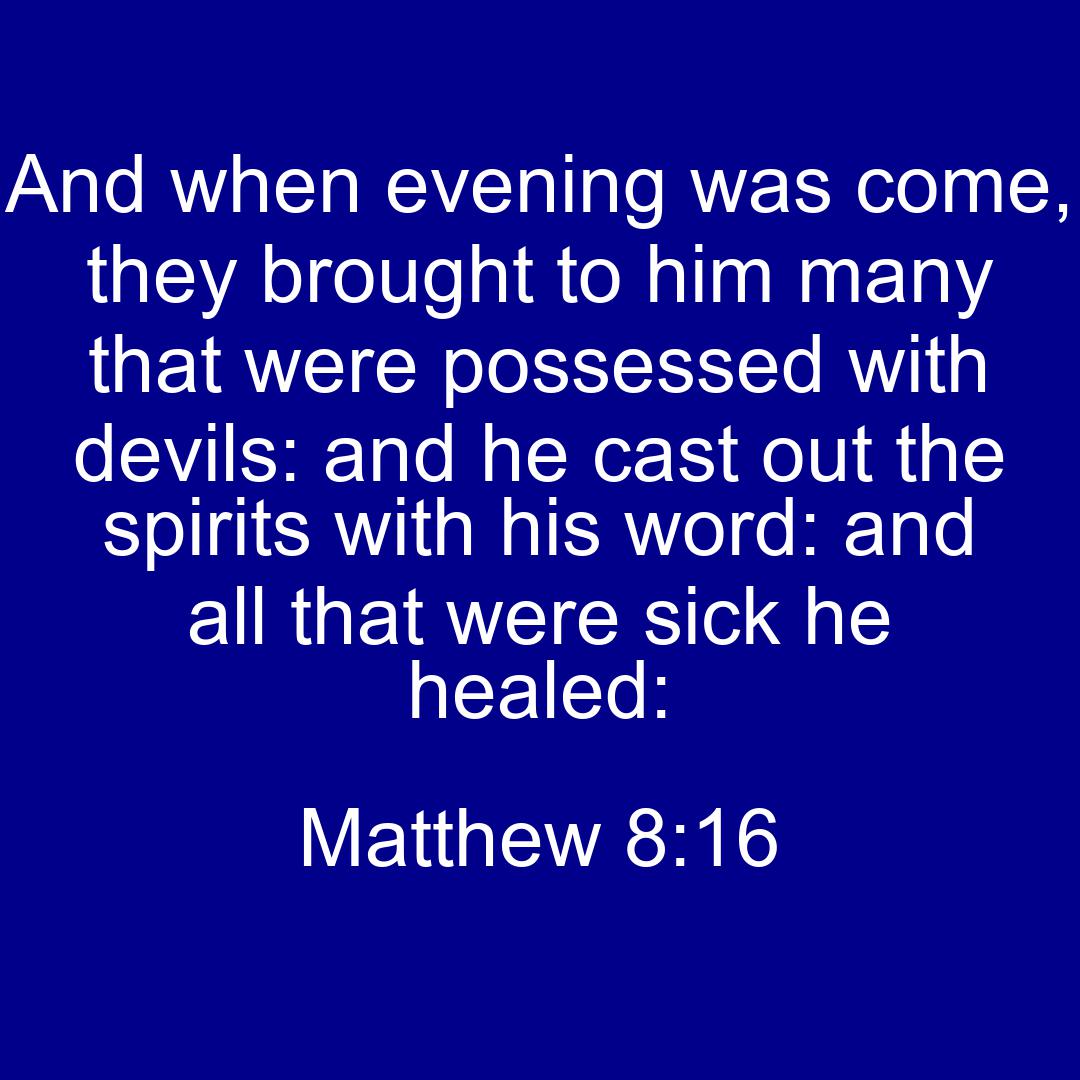 And when evening was come,
they brought to him many
that were possessed with
devils: and he cast out the
spirits with his word: and
all that were sick he
healed:
Matthew 8:16